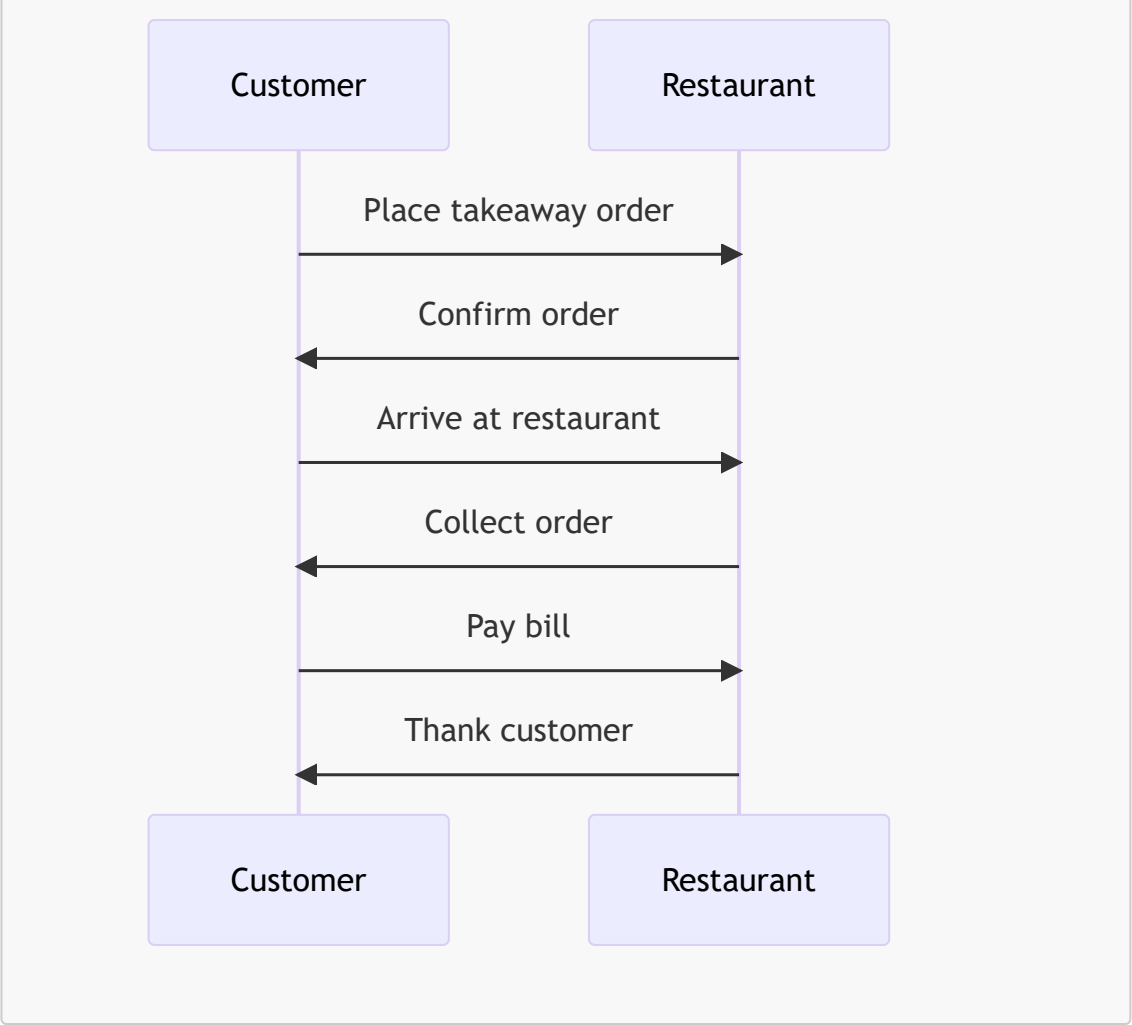 Customer
Restaurant
Place takeaway order
Confirm order
Arrive at restaurant
Collect order
Pay bill
Thank customer
Customer
Restaurant